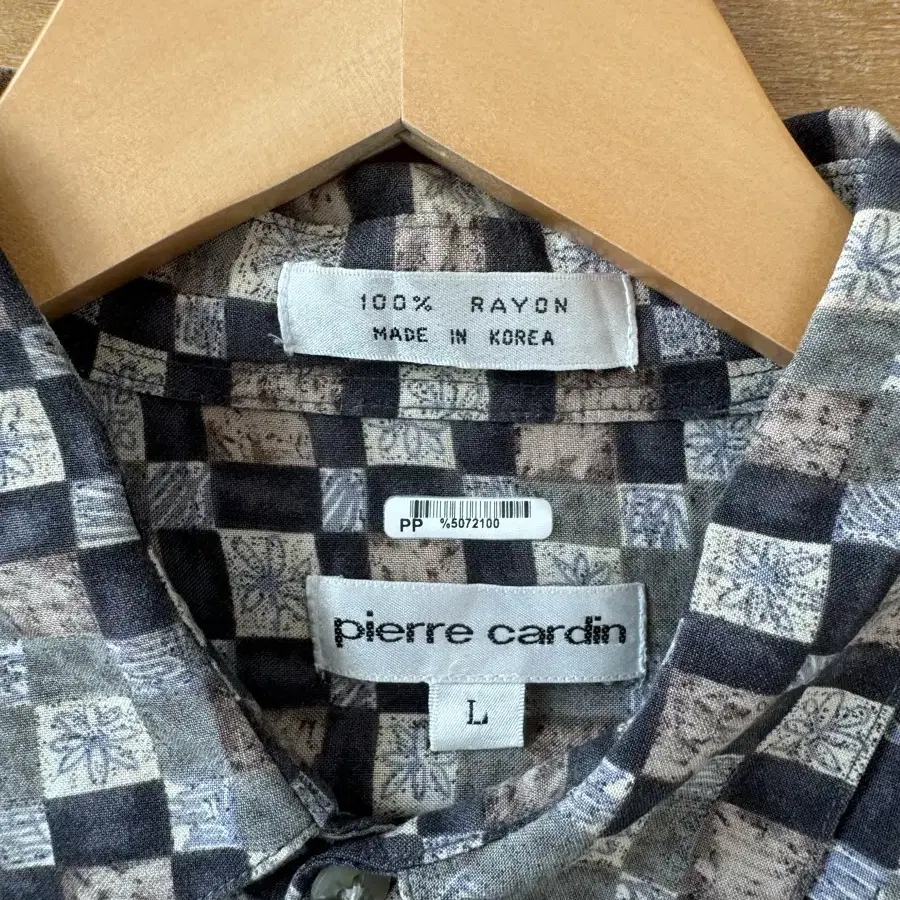 100% RAYON
MADE IN KOREA
PP %5072100
pierre cardin
L